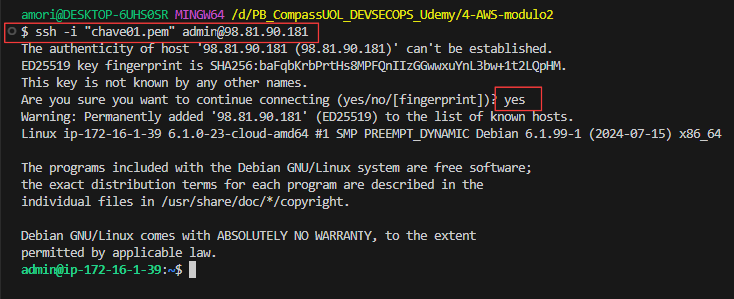 amori@DESKTOP-6UHS0SR MINGW64 /d/PB_CompassUOL_DEVSECOPS_Udemy/4-AWS-modulo2
$ ssh -i "chave01.pem" admin@98.81.90.181
The authenticity of host '98.81.90.181 (98.81.90.181)' can't be established.
ED25519 key fingerprint is SHA256:baFqbKrbPrtHs8MPFQnIIzGGwwxuYnL3bw+1t2LQpHM.
This key is not known by any other names.
Are you sure you want to continue connecting (yes/no/[fingerprint])? yes
Warning: Permanently added '98.81.90.181' (ED25519) to the list of known hosts.
Linux ip-172-16-1-39 6.1.0-23-cloud-amd64 #1 SMP PREEMPT_DYNAMIC Debian 6.1.99-1 (2024-07-15) x86_64
The programs included with the Debian GNU/Linux system are free software;
the exact distribution terms for each program are described in the
individual files in /usr/share/doc/*/copyright.
Debian GNU/Linux comes with ABSOLUTELY NO WARRANTY, to the extent
permitted by applicable law.
admin@ip-172-16-1-39:~$